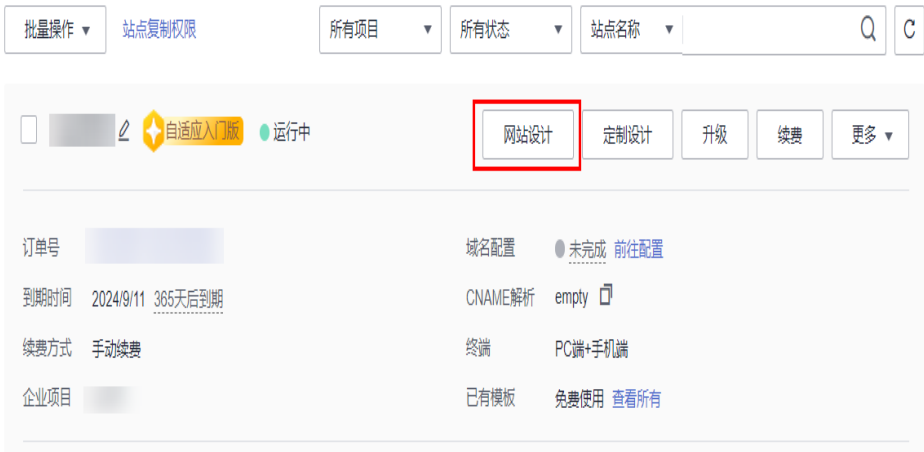 批量操作 站点复制权限 所有项目 所有状态 站点名称
自适应入门版 运行中 网站设计 定制设计 升级 续费 更多
订单号 域名配置 未完成 前往配置
到期时间 2024/9/11 365天后到期 CNAME解析 empty
续费方式 手动续费 终端 PC端+手机端
企业项目 已有模板 免费使用 查看所有